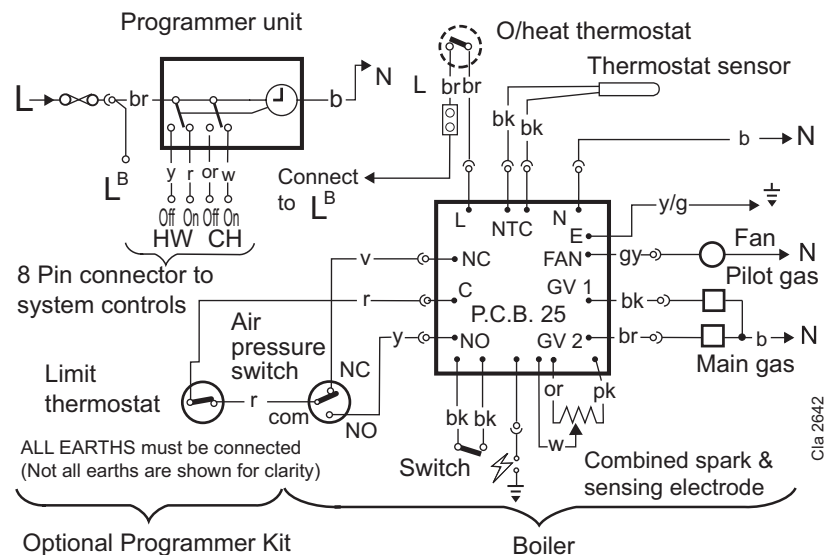 Programmer unit
O/heat thermostat
Thermostat sensor
L
br
b
N
L br br
bk
bk
b
N
y r or w
L B
Off On Off On
HW CH
Connect
to L B
8 Pin connector to
system controls
L NTC N
E
y/g
v
NC
FAN
gy
Fan
N
Pilot gas
r
C
GV 1
bk
P.C.B. 25
y
NO
GV 2
br
b
N
Main gas
Air
pressure
switch
NC
Limit
thermostat
r
com
NO
bk bk
or
pk
w
Switch
ALL EARTHS must be connected
(Not all earths are shown for clarity)
Combined spark &
sensing electrode
Cla 2642
Optional Programmer Kit
Boiler